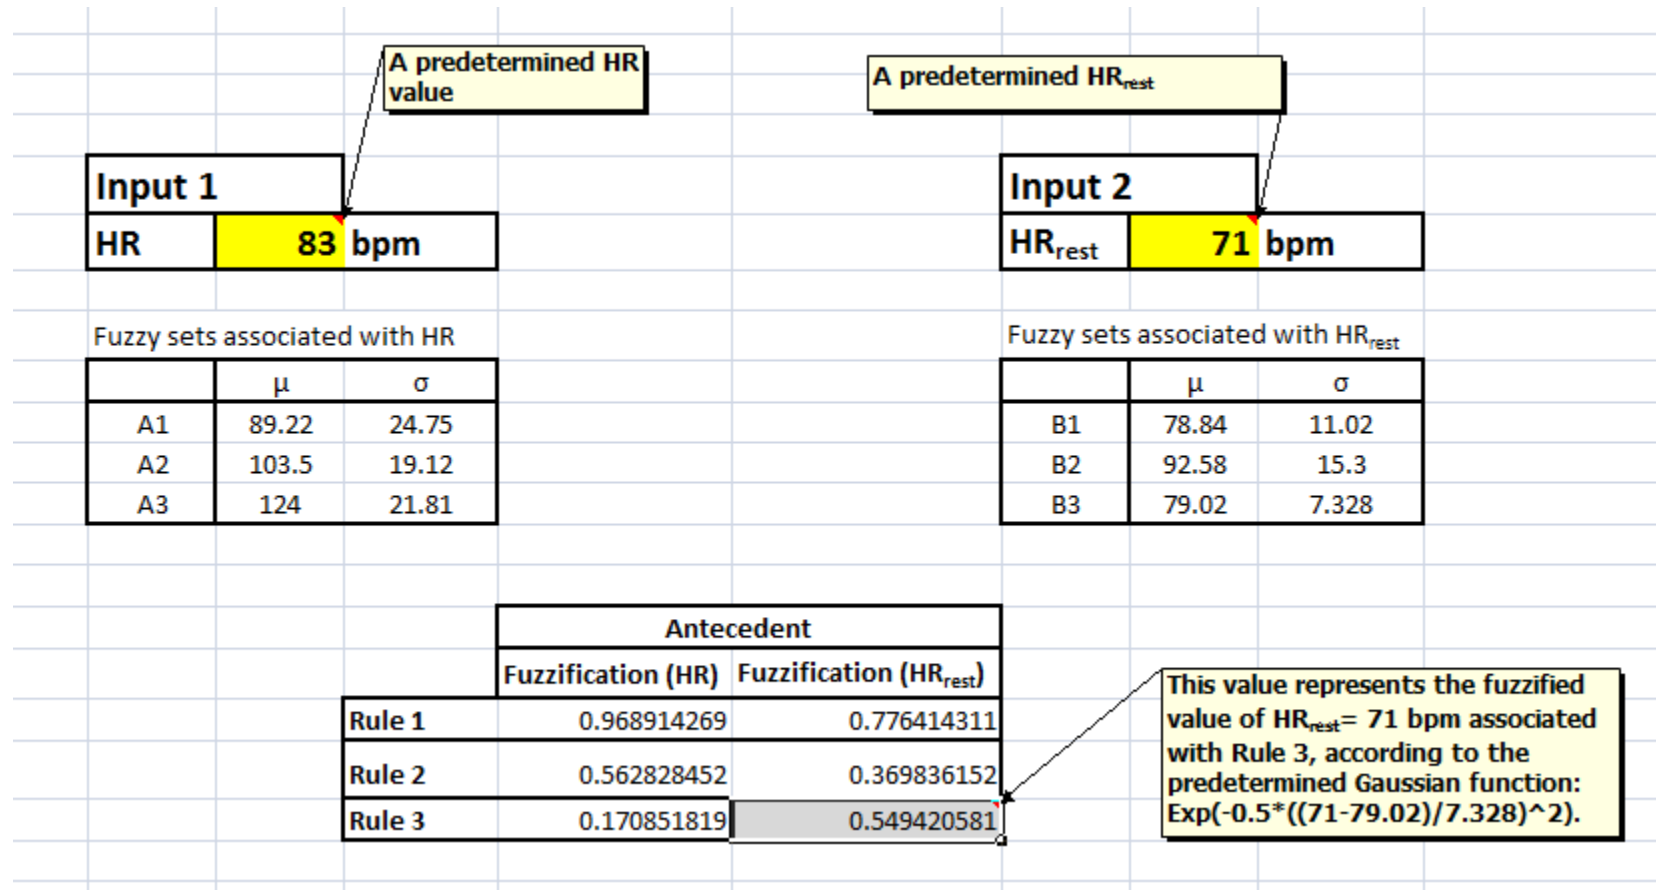 A predetermined HR
value
A predetermined HRrest
Input 1
HR 83 bpm
Input 2
HRrest 71 bpm
Fuzzy sets associated with HR
μ σ
A1 89.22 24.75
A2 103.5 19.12
A3 124 21.81
Fuzzy sets associated with HRrest
μ σ
B1 78.84 11.02
B2 92.58 15.3
B3 79.02 7.328
Antecedent
Fuzzification (HR) Fuzzification (HRrest)
Rule 1 0.968914269 0.776414311
Rule 2 0.562828452 0.369836152
Rule 3 0.170851819 0.549420581
This value represents the fuzzified
value of HRrest= 71 bpm associated
with Rule 3, according to the
predetermined Gaussian function:
Exp(-0.5*((71-79.02)/7.328)^2).